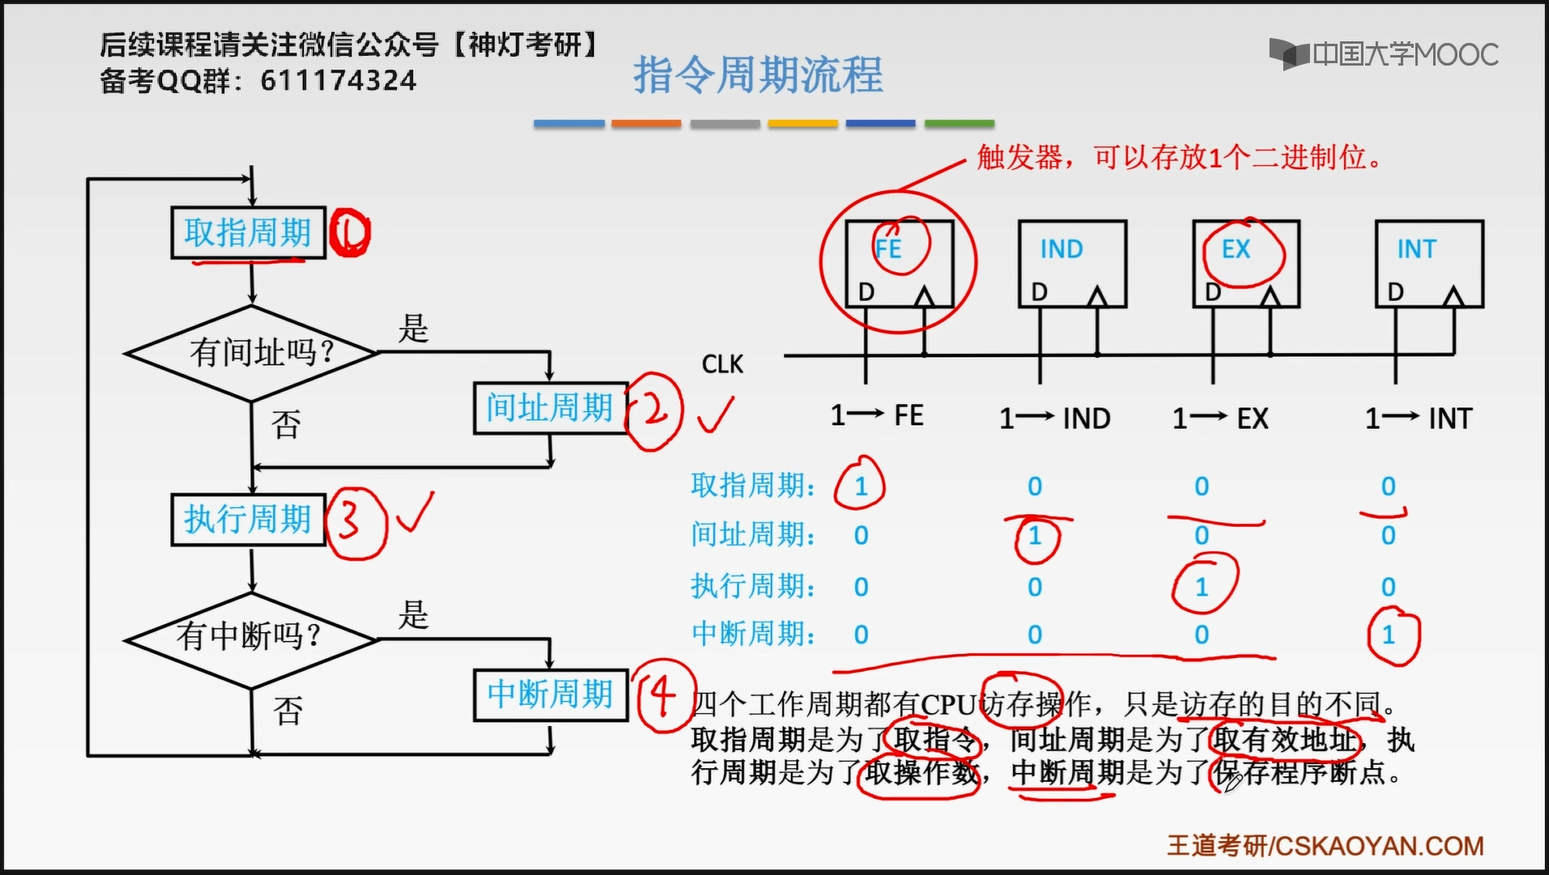 后续课程请关注微信公众号【神灯考研】
备考QQ群：611174324
指令周期流程
中国大学MOOC
触发器，可以存放1个二进制位。
取指周期 ①
有间址吗？
是
否
间址周期 ②
执行周期 ③
有中断吗？
是
否
中断周期 ④
FE IND EX INT
D D D D
CLK
1→ FE 1→ IND 1→ EX 1→ INT
取指周期： 1 0 0 0
间址周期： 0 1 0 0
执行周期： 0 0 1 0
中断周期： 0 0 0 1
四个工作周期都有CPU访存操作，只是访存的目的不同。
取指周期是为了取指令，间址周期是为了取有效地址，执
行周期是为了取操作数，中断周期是为了保存程序断点。
王道考研/CSKAOYAN.COM